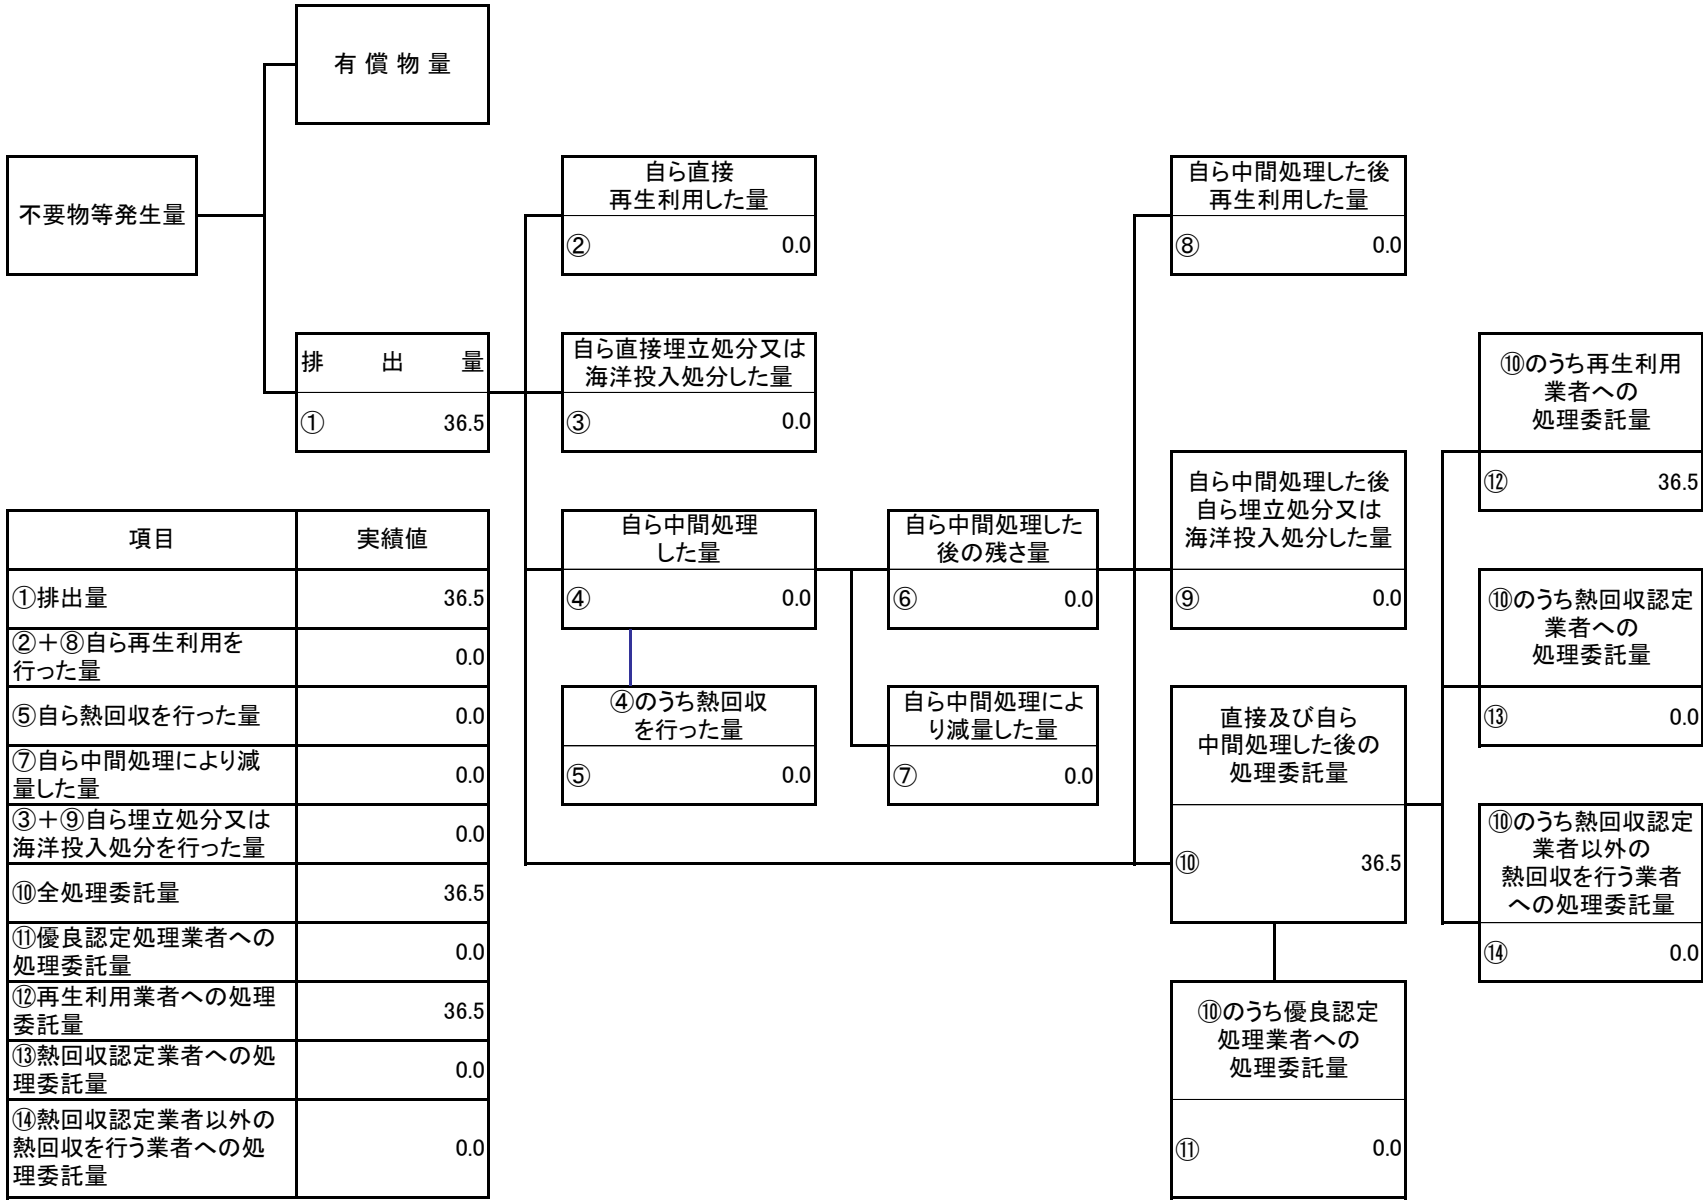 有 償 物 量
不要物等発生量
自ら直接
再生利用した量
② 0.0
自ら中間処理した後
再生利用した量
⑧ 0.0
排 出 量
① 36.5
自ら直接埋立処分又は
海洋投入処分した量
③ 0.0
⑩のうち再生利用
業者への
処理委託量
⑫ 36.5
自ら中間処理
した量
④ 0.0
自ら中間処理した
後の残さ量
⑥ 0.0
自ら中間処理した後
自ら埋立処分又は
海洋投入処分した量
⑨ 0.0
⑩のうち熱回収認定
業者への
処理委託量
⑬ 0.0
④のうち熱回収
を行った量
⑤ 0.0
自ら中間処理によ
り減量した量
⑦ 0.0
直接及び自ら
中間処理した後の
処理委託量
⑩ 36.5
⑩のうち熱回収認定
業者以外の
熱回収を行う業者
への処理委託量
⑭ 0.0
⑩のうち優良認定
処理業者への
処理委託量
⑪ 0.0
項目 実績値
①排出量 36.5
②+⑧自ら再生利用を
行った量 0.0
⑤自ら熱回収を行った量 0.0
⑦自ら中間処理により減
量した量 0.0
③+⑨自ら埋立処分又は
海洋投入処分を行った量 0.0
⑩全処理委託量 36.5
⑪優良認定処理業者への
処理委託量 0.0
⑫再生利用業者への処理
委託量 36.5
⑬熱回収認定業者への処
理委託量 0.0
⑭熱回収認定業者以外の
熱回収を行う業者への処 0.0
理委託量